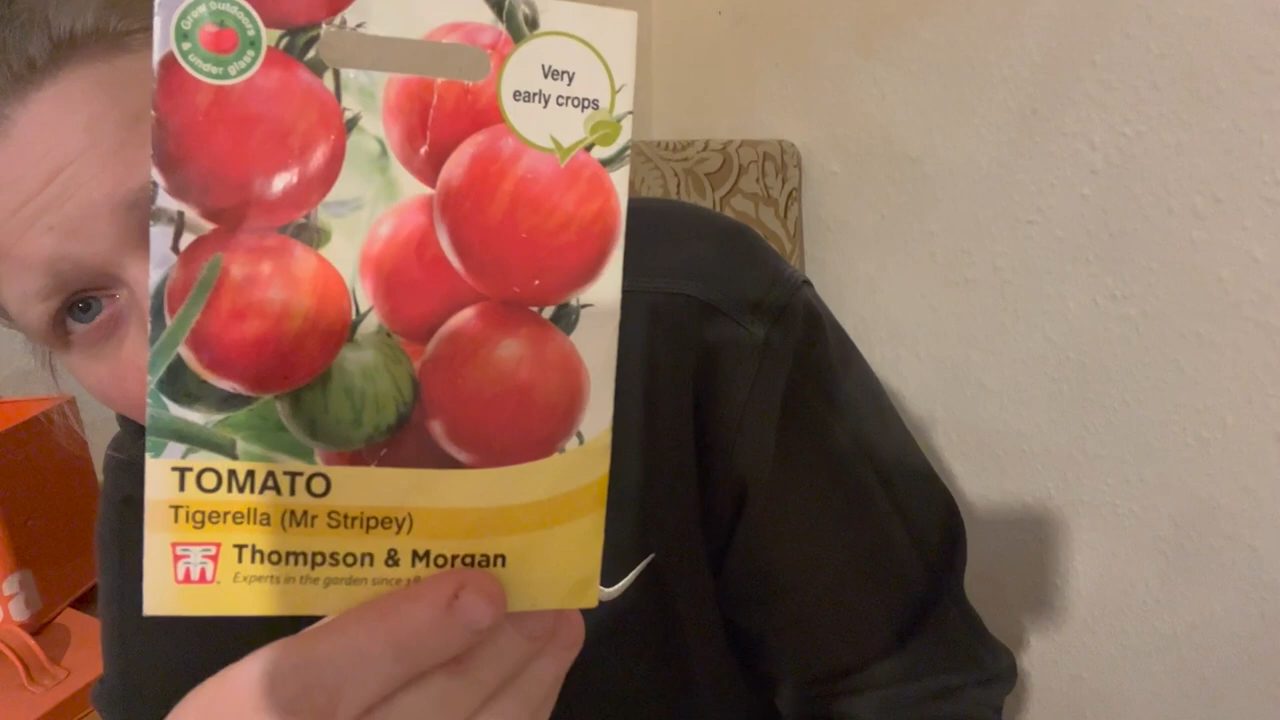 Grow outdoors
& under glass
Very
early crops
TOMATO
Tigerella (Mr Stripey)
Thompson & Morgan
Experts in the garden since